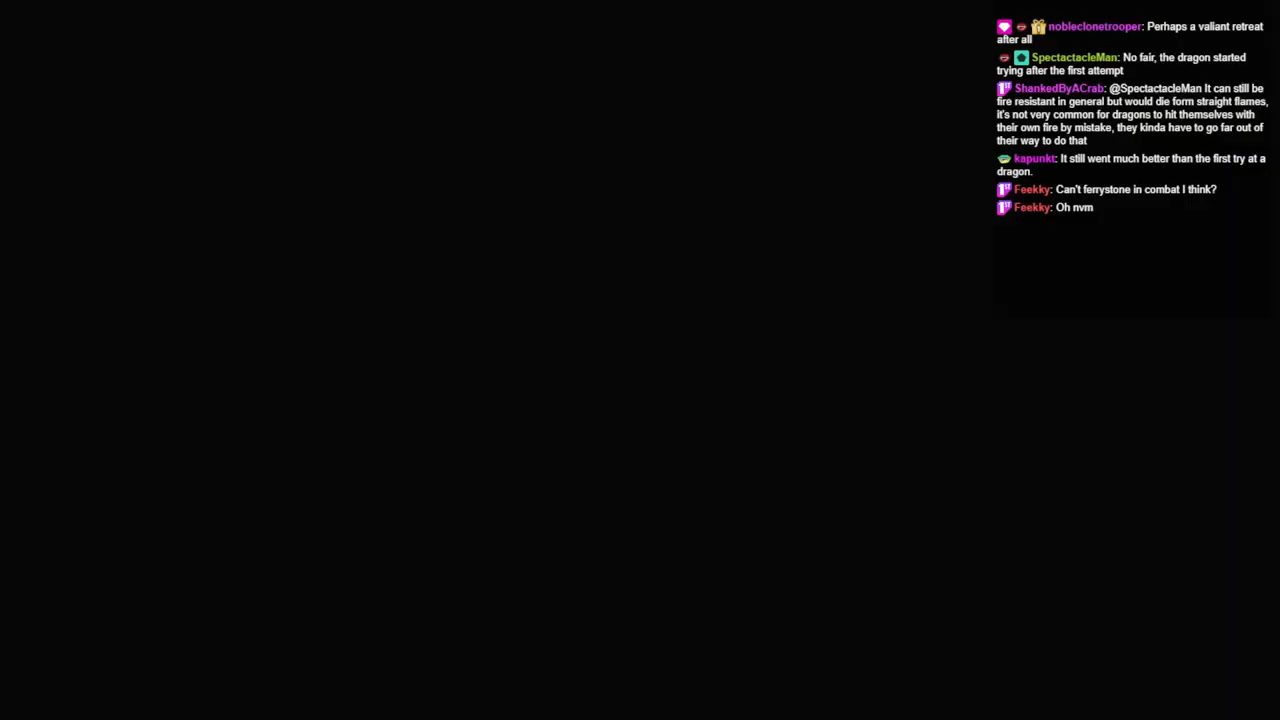 nobleclonetrooper: Perhaps a valiant retreat
after all
SpectactacleMan: No fair, the dragon started
trying after the first attempt
ShankedByACrab: @SpectactacleMan It can still be
fire resistant in general but would die form straight flames,
it's not very common for dragons to hit themselves with
their own fire by mistake, they kinda have to go far out of
their way to do that
kapunkt: It still went much better than the first try at a
dragon.
Feekky: Can't ferrystone in combat I think?
Feekky: Oh nvm